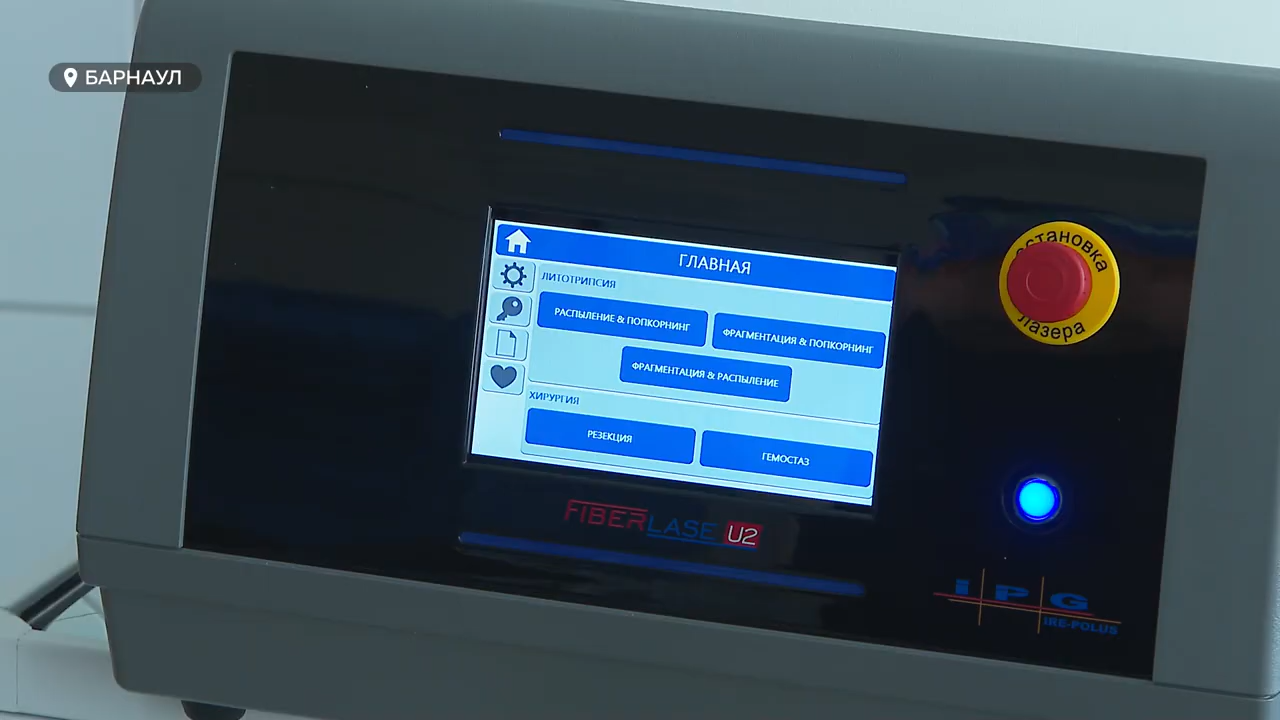 БАРНАУЛ
ГЛАВНАЯ
ЛИТОТРИПСИЯ
РАСПЫЛЕНИЕ & ПОПКОРНИНГ
ФРАГМЕНТАЦИЯ & ПОПКОРНИНГ
ФРАГМЕНТАЦИЯ & РАСПЫЛЕНИЕ
ХИРУРГИЯ
РЕЗЕКЦИЯ
ГЕМОСТАЗ
остановка
лазера
FIBERLASE U2
IPG
IRE-POLUS